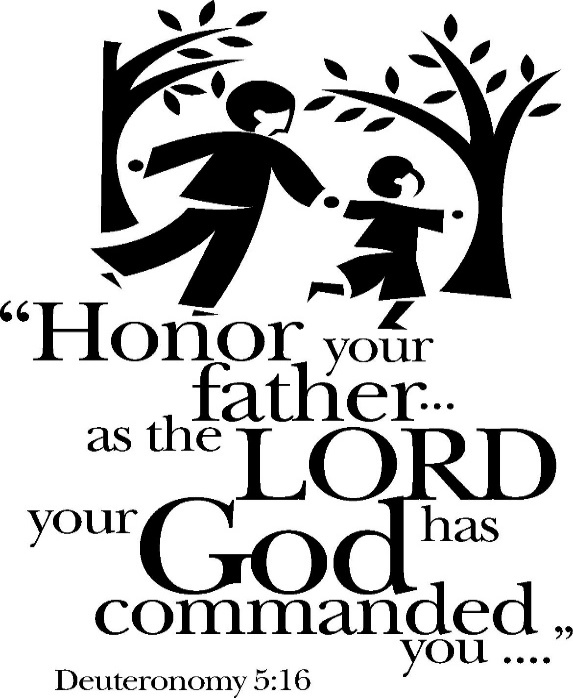 “Honor your
father...
as the LORD
your God has
commanded
you ....”
Deuteronomy 5:16